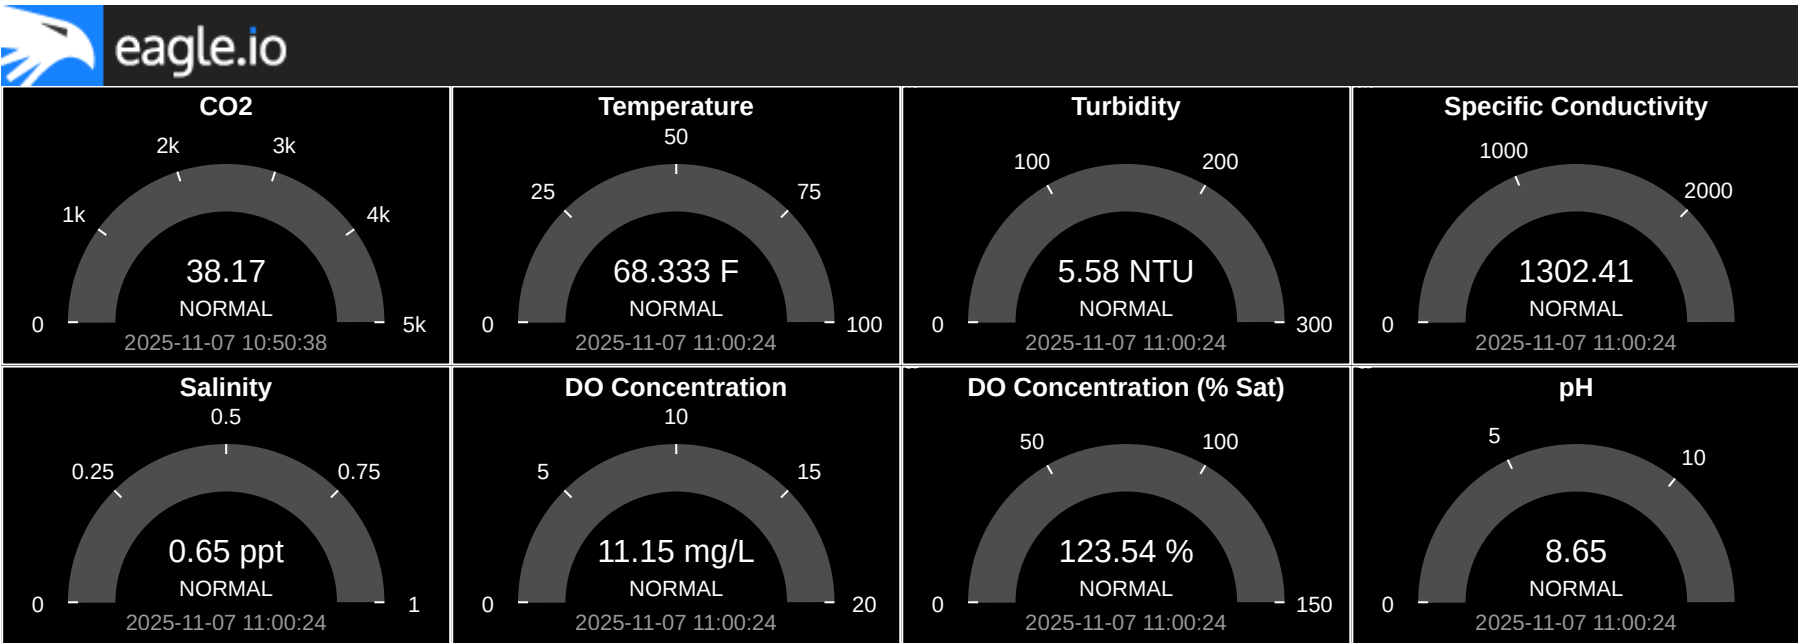 eagle.io
CO2
2k 3k
1k 4k
38.17
NORMAL
0 5k
2025-11-07 10:50:38
Temperature
50
25 75
68.333 F
NORMAL
0 100
2025-11-07 11:00:24
Turbidity
100 200
5.58 NTU
NORMAL
0 300
2025-11-07 11:00:24
Specific Conductivity
1000
2000
1302.41
NORMAL
0
2025-11-07 11:00:24
Salinity
0.5
0.25 0.75
0.65 ppt
NORMAL
0 1
2025-11-07 11:00:24
DO Concentration
10
5 15
11.15 mg/L
NORMAL
0 20
2025-11-07 11:00:24
DO Concentration (% Sat)
50 100
123.54 %
NORMAL
0 150
2025-11-07 11:00:24
pH
5
10
8.65
NORMAL
0
2025-11-07 11:00:24